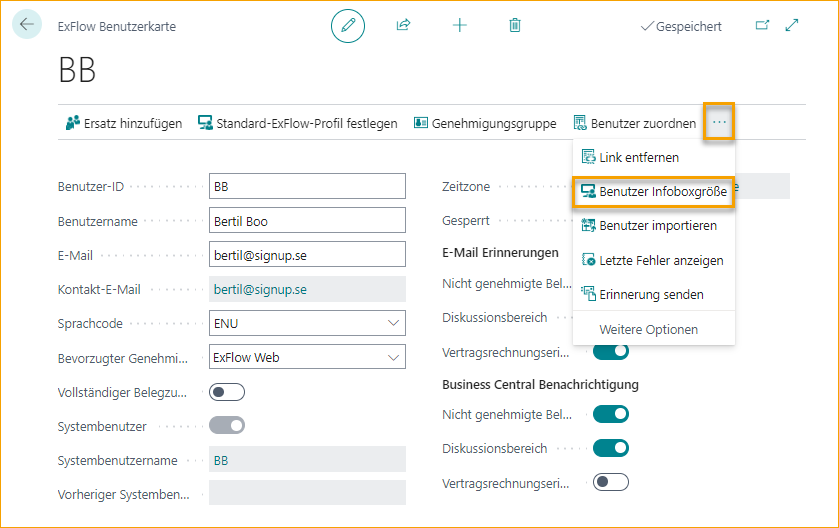 ExFlow Benutzerkarte
Gespeichert
BB
Ersatz hinzufügen
Standard-ExFlow-Profil festlegen
Genehmigungsgruppe
Benutzer zuordnen
...
Link entfernen
Benutzer Infoboxgröße
Benutzer importieren
Letzte Fehler anzeigen
Erinnerung senden
Weitere Optionen
Benutzer-ID
BB
Benutzername
Bertil Boo
E-Mail
bertil@signup.se
Kontakt-E-Mail
bertil@signup.se
Sprachcode
ENU
Bevorzugter Genehmi...
ExFlow Web
Vollständiger Belegzu...
Systembenutzer
Systembenutzername
BB
Vorheriger Systemben...
Zeitzone
Gesperrt
E-Mail Erinnerungen
Nicht genehmigte Bel...
Diskussionsbereich
Vertragsrechnungseri...
Business Central Benachrichtigung
Nicht genehmigte Bel...
Diskussionsbereich
Vertragsrechnungseri...